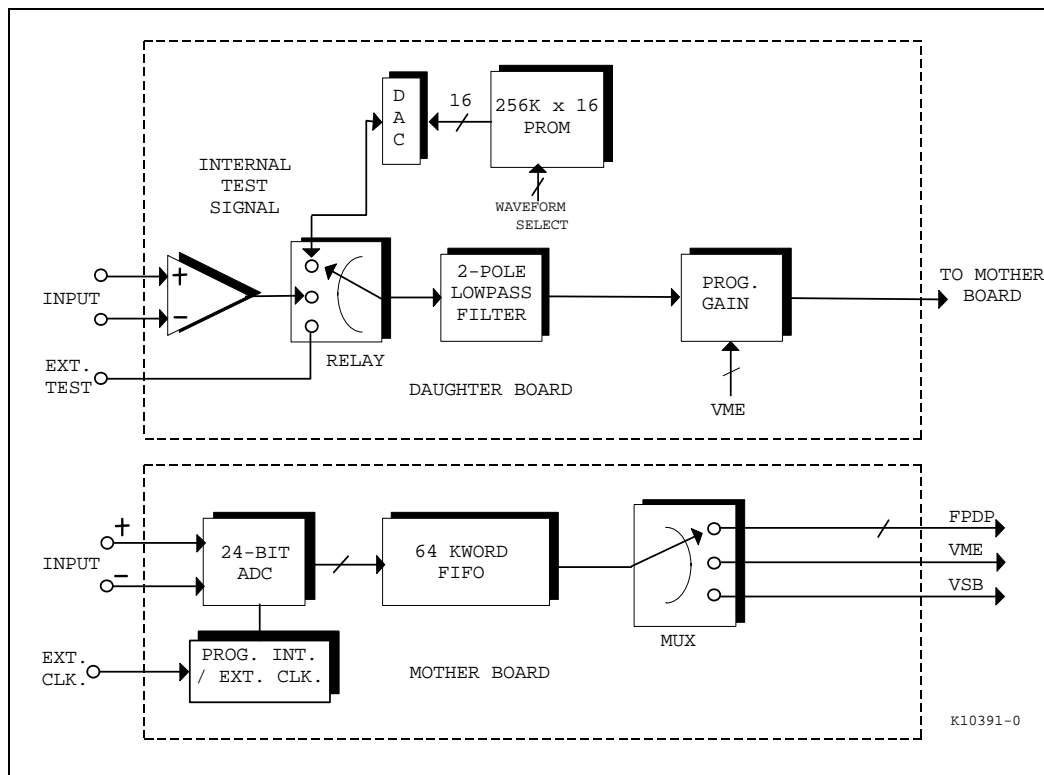 D
A
C
16
256K x 16
PROM
INTERNAL
TEST
SIGNAL
WAVEFORM
SELECT
INPUT
+
−
RELAY
2-POLE
LOWPASS
FILTER
PROG.
GAIN
TO MOTHER
BOARD
EXT.
TEST
DAUGHTER BOARD
VME
INPUT
+
−
24-BIT
ADC
64 KWORD
FIFO
MUX
FPDP
VME
VSB
EXT.
CLK.
PROG. INT.
/ EXT. CLK.
MOTHER BOARD
K10391-0